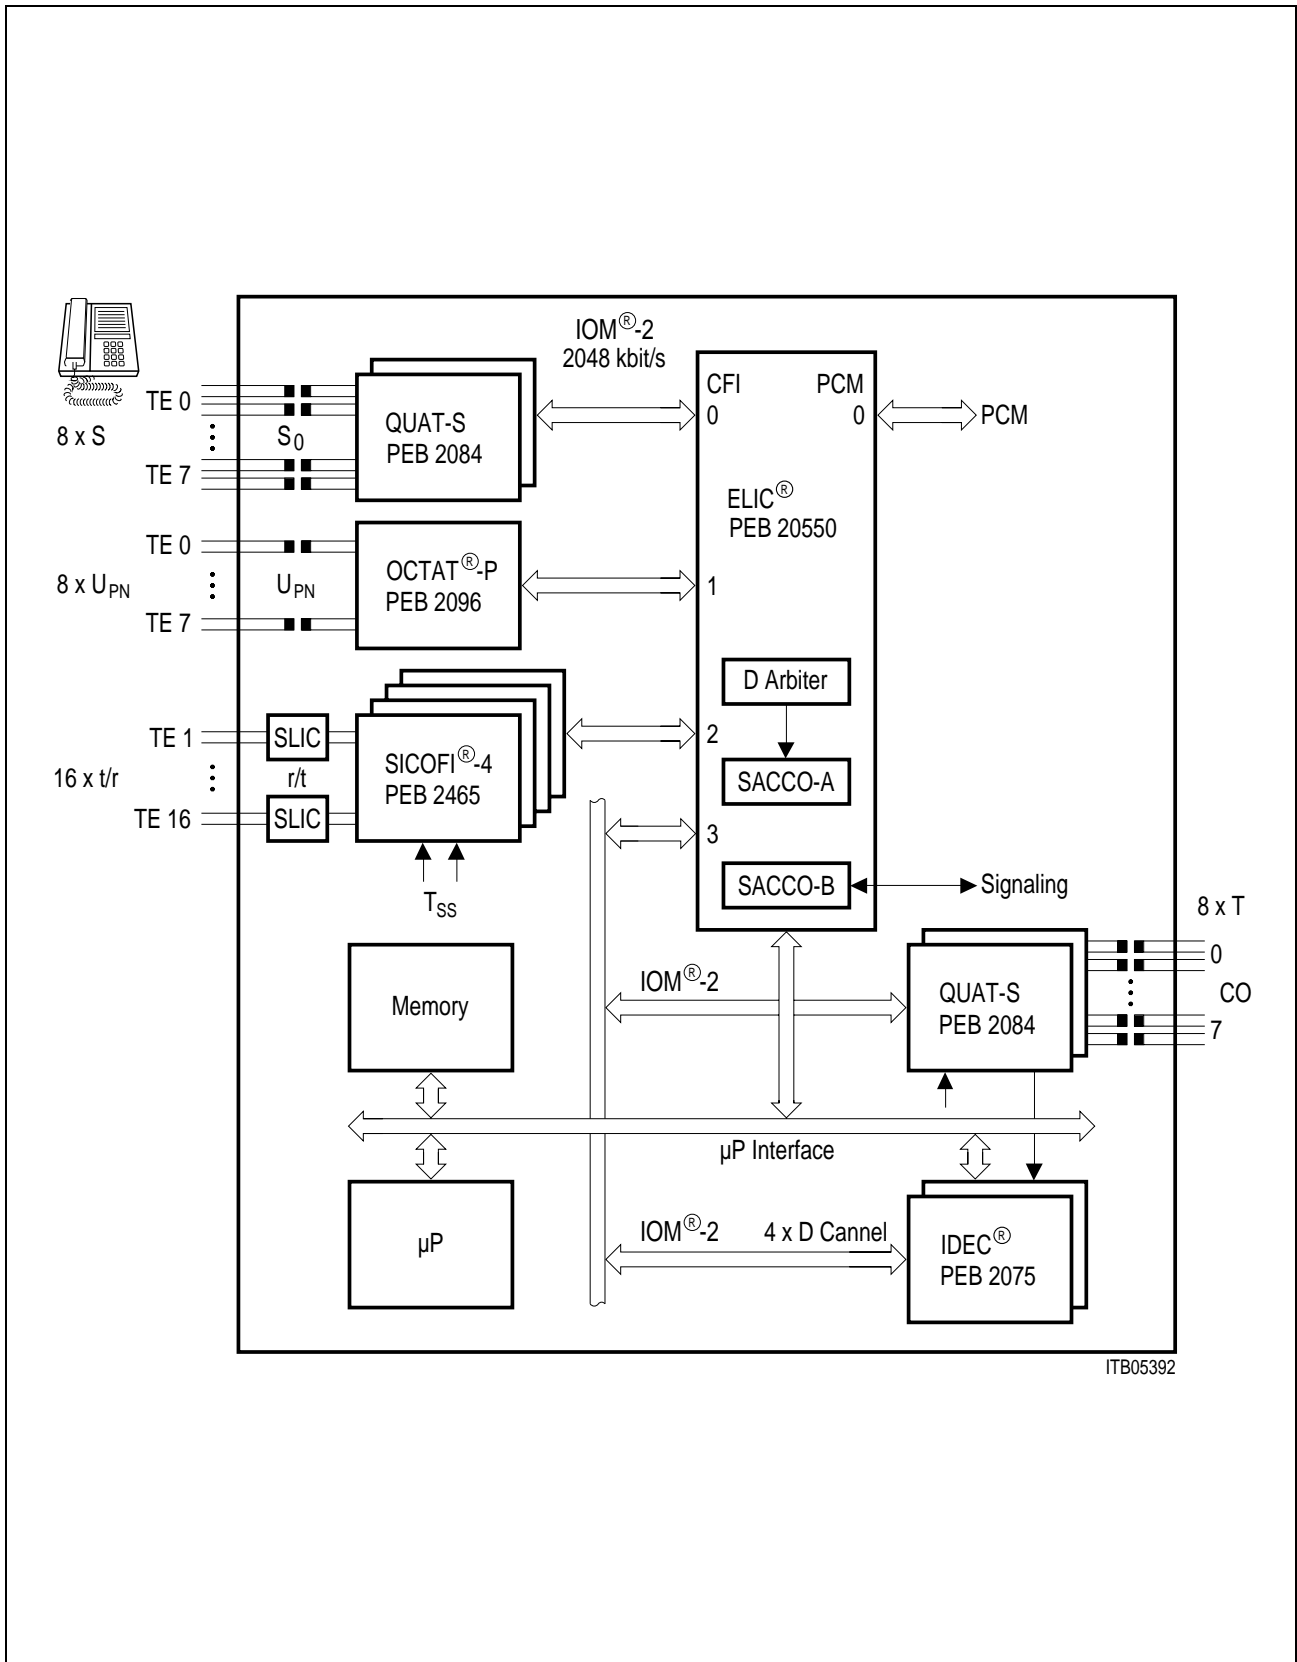 IOM®-2
2048 kbit/s
CFI
PCM
0
0
PCM
TE 0
8 x S
S0
TE 7
QUAT-S
PEB 2084
ELIC®
PEB 20550
TE 0
8 x UPN
UPN
TE 7
OCTAT®-P
PEB 2096
1
D Arbiter
TE 1
SLIC
16 x t/r
r/t
TE 16
SLIC
SICOFI®-4
PEB 2465
2
SACCO-A
3
TSS
SACCO-B
Signaling
8 x T
0
CO
7
Memory
IOM®-2
QUAT-S
PEB 2084
µP Interface
µP
IOM®-2
4 x D Cannel
IDEC®
PEB 2075
ITB05392